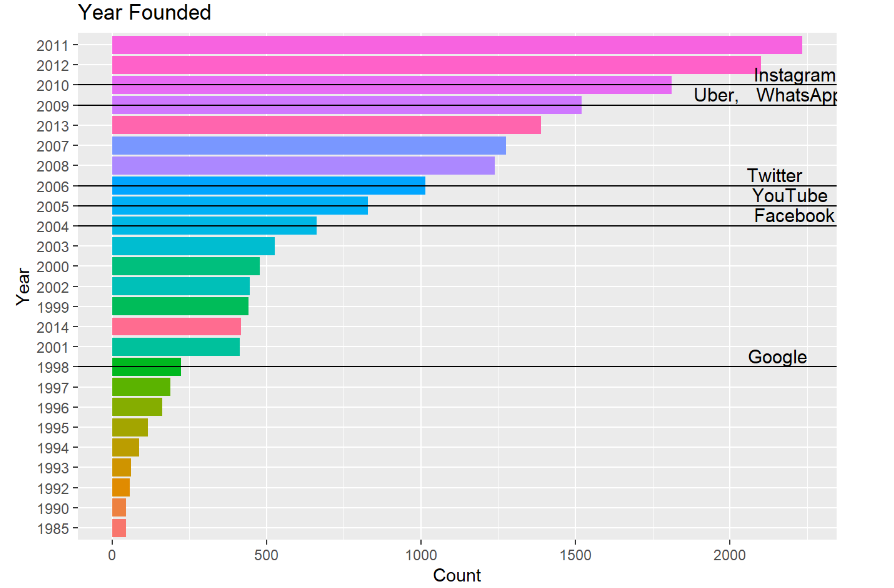 Year Founded
2011
2012
Instagram
2010
Uber, WhatsApp
2009
2013
2007
2008
Twitter
2006
YouTube
2005
Facebook
2004
2003
2000
2002
Year
1999
2014
2001
Google
1998
1997
1996
1995
1994
1993
1992
1990
1985
0 500 1000 1500 2000
Count